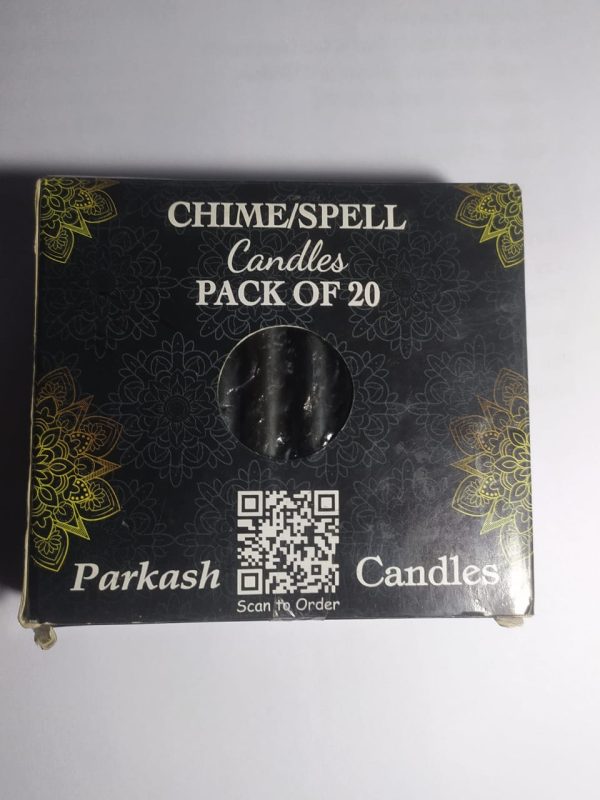 CHIME/SPELL
Candles
PACK OF 20
Parkash Candles
Scan to Order